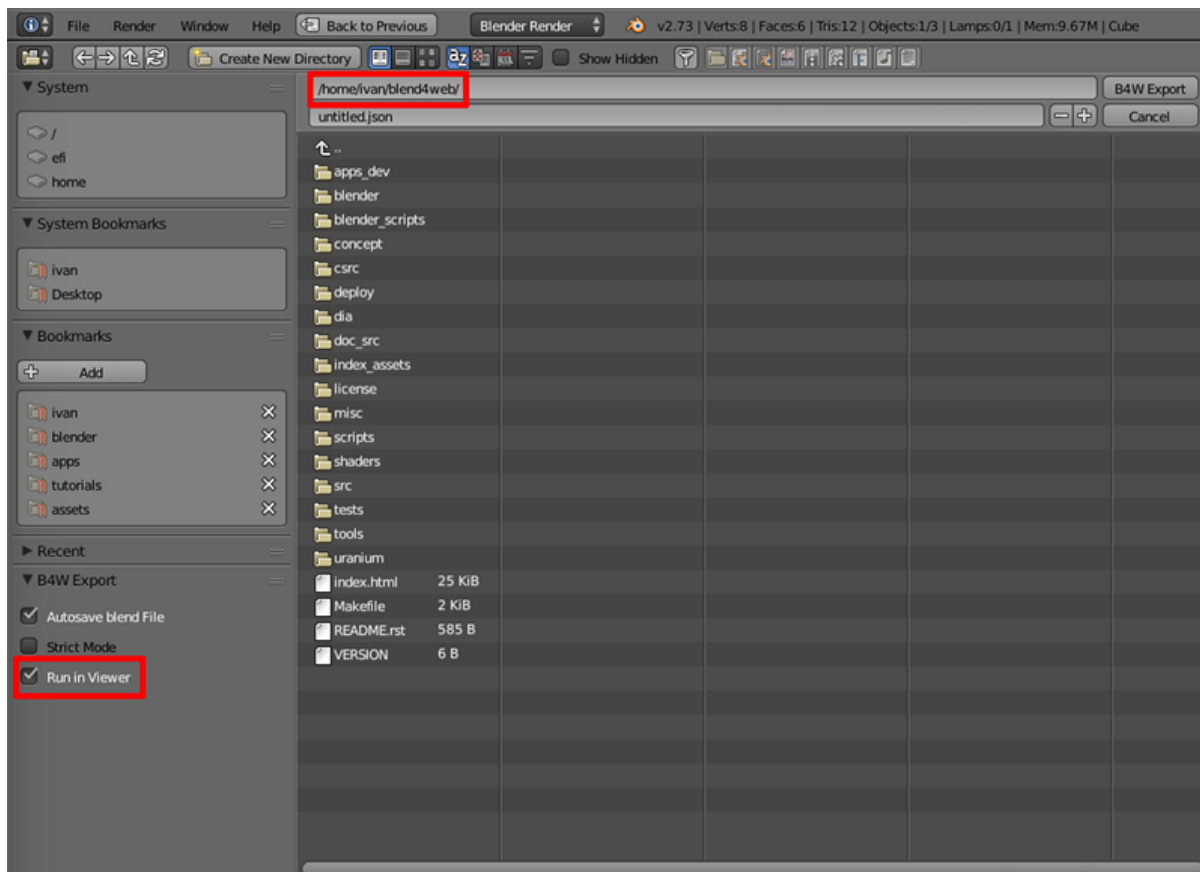 File Render Window Help Back to Previous Blender Render v2.73 | Verts:8 | Faces:6 | Tris:12 | Objects:1/3 | Lamps:0/1 | Mem:9.67M | Cube
Create New Directory Show Hidden
System
/
efi
home
System Bookmarks
ivan
Desktop
Bookmarks
Add
ivan
blender
apps
tutorials
assets
Recent
B4W Export
Autosave blend File
Strict Mode
Run in Viewer
/home/ivan/blend4web/ B4W Export
untitled.json Cancel
..
apps_dev
blender
blender_scripts
concept
csrc
deploy
dia
doc_src
index_assets
license
misc
scripts
shaders
src
tests
tools
uranium
index.html 25 KiB
Makefile 2 KiB
README.rst 585 B
VERSION 6 B